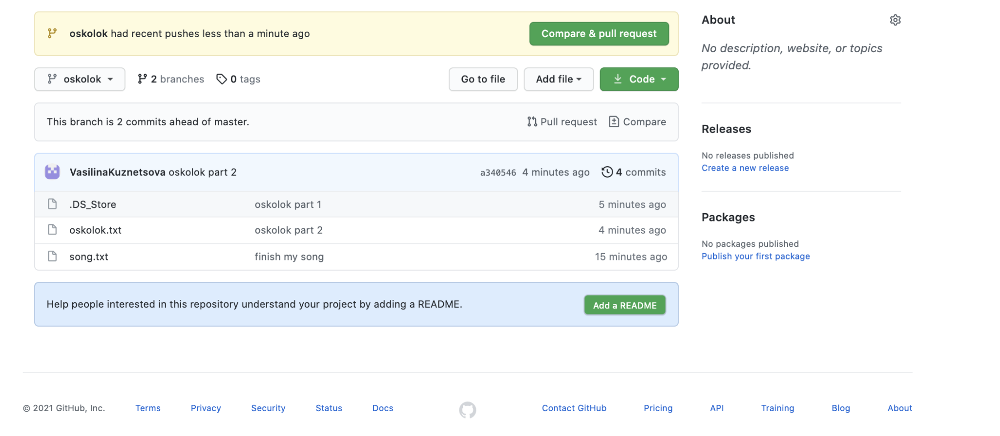 oskolok had recent pushes less than a minute ago
Compare & pull request
oskolok
2 branches
0 tags
Go to file
Add file
Code
This branch is 2 commits ahead of master.
Pull request
Compare
VasilinaKuznetsova oskolok part 2
a340546 4 minutes ago
4 commits
.DS_Store
oskolok part 1
5 minutes ago
oskolok.txt
oskolok part 2
4 minutes ago
song.txt
finish my song
15 minutes ago
Help people interested in this repository understand your project by adding a README.
Add a README
About
No description, website, or topics
provided.
Releases
No releases published
Create a new release
Packages
No packages published
Publish your first package
© 2021 GitHub, Inc.
Terms
Privacy
Security
Status
Docs
Contact GitHub
Pricing
API
Training
Blog
About